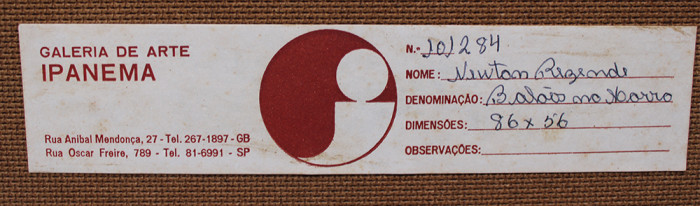 GALERIA DE ARTE
IPANEMA
Rua Anibal Mendonça, 27 - Tel. 267-1897 - GB
Rua Oscar Freire, 789 - Tel. 81-6991 - SP
N.º 101284
NOME: Newton Rezende
DENOMINAÇÃO: Balão no Morro
DIMENSÕES: 86 x 56
OBSERVAÇÕES: